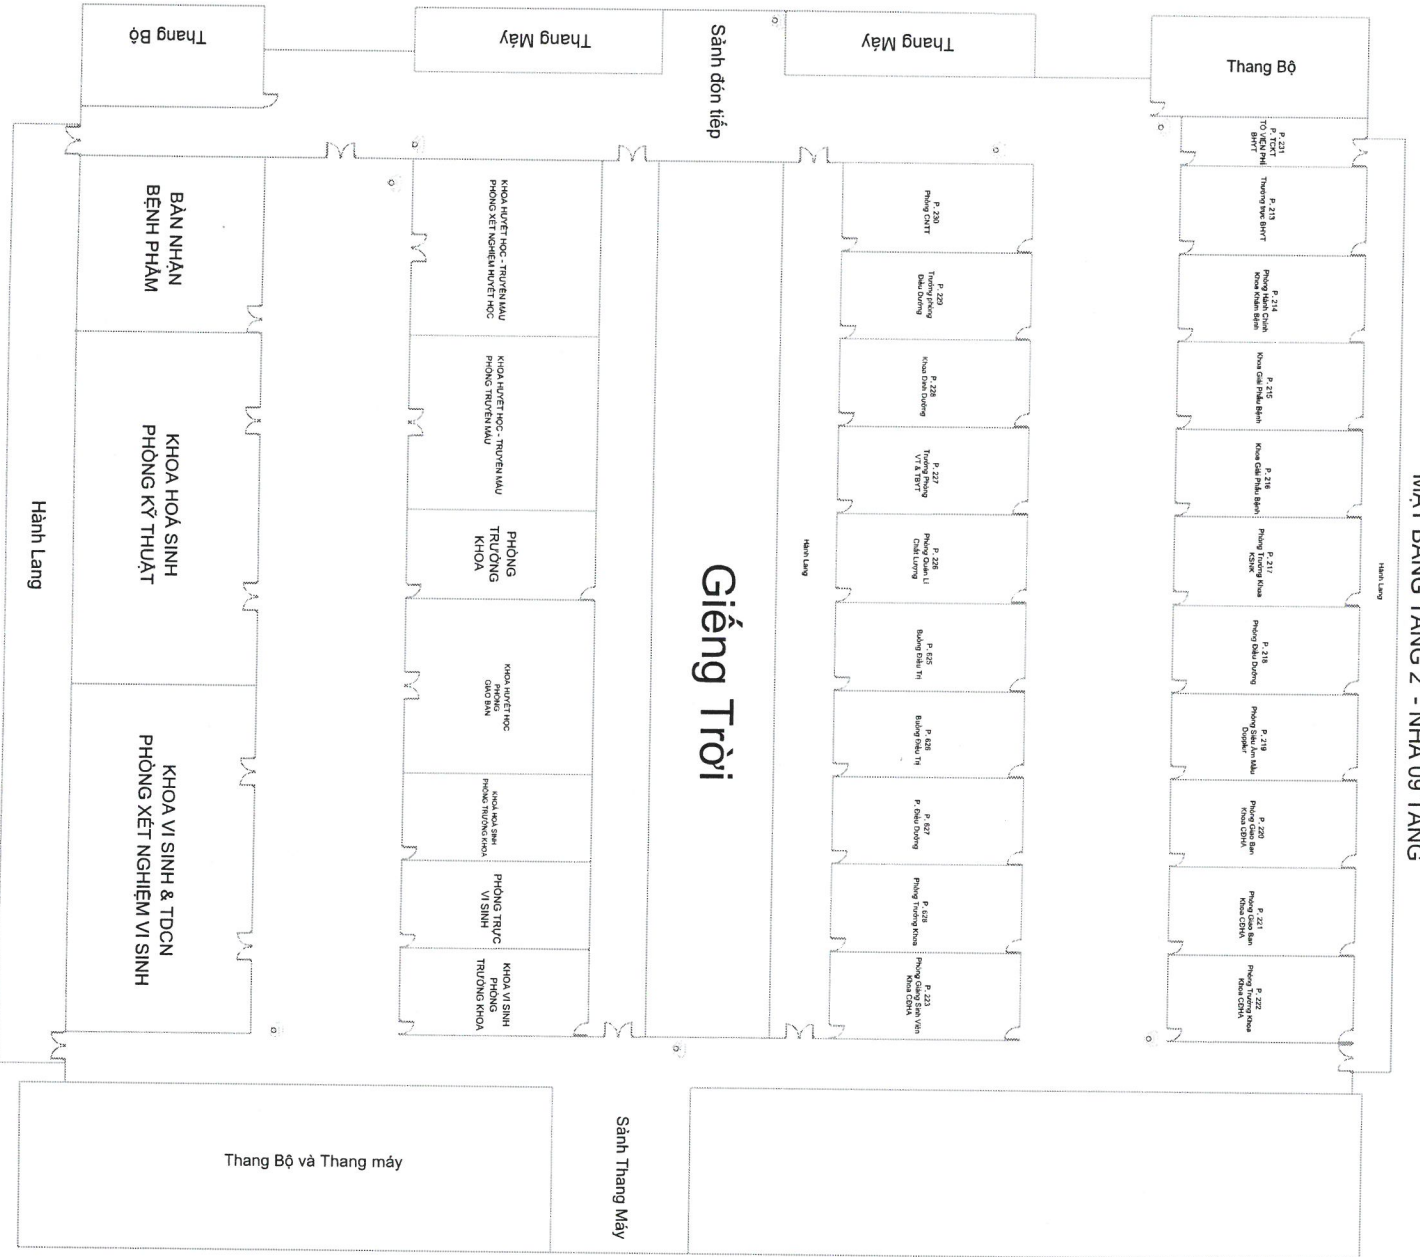 MẶT BẰNG TẦNG 2 - NHÀ 09 TẦNG
Thang Bộ
Thang Máy
Sảnh đón tiếp
Thang Máy
Thang Bộ
Hành Lang
P. 231
P. TCKT
TỔ VIỆN PHÍ
BHYT
P. 213
Thường trực BHYT
P. 214
Phòng Hành Chính
Khoa Khám Bệnh
P. 215
Khoa Giải Phẫu Bệnh
P. 216
Khoa Giải Phẫu Bệnh
P. 217
Phòng Trưởng Khoa
KSNK
P. 218
Phòng Điều Dưỡng
P. 219
Phòng Siêu Âm Mầu
Doppler
P. 220
Phòng Giao Ban
Khoa CĐHA
P. 221
Phòng Giao Ban
Khoa CĐHA
P. 222
Phòng Trưởng Khoa
Khoa CĐHA
P. 230
Phòng CNTT
P. 229
Trưởng phòng
Điều Dưỡng
P. 228
Khoa Dinh Dưỡng
P. 227
Trưởng Phòng
VT & TBYT
P. 226
Phòng Quản Lí
Chất Lượng
P. 625
Buồng Điều Trị
P. 626
Buồng Điều Trị
P. 627
P. Điều Dưỡng
P. 628
Phòng Trưởng Khoa
P. 223
Phòng Giảng Sinh Viên
Khoa CĐHA
Hành Lang
Giếng Trời
KHOA HUYẾT HỌC - TRUYỀN MÁU
PHÒNG XÉT NGHIỆM HUYẾT HỌC
KHOA HUYẾT HỌC - TRUYỀN MÁU
PHÒNG TRUYỀN MÁU
PHÒNG
TRƯỞNG
KHOA
KHOA HUYẾT HỌC
PHÒNG
GIAO BAN
KHOA HOÁ SINH
PHÒNG TRƯỞNG KHOA
PHÒNG TRỰC
VI SINH
KHOA VI SINH
PHÒNG
TRƯỞNG KHOA
BÀN NHẬN
BỆNH PHẨM
KHOA HOÁ SINH
PHÒNG KỸ THUẬT
KHOA VI SINH & TDCN
PHÒNG XÉT NGHIỆM VI SINH
Hành Lang
Thang Bộ và Thang máy
Sảnh Thang Máy